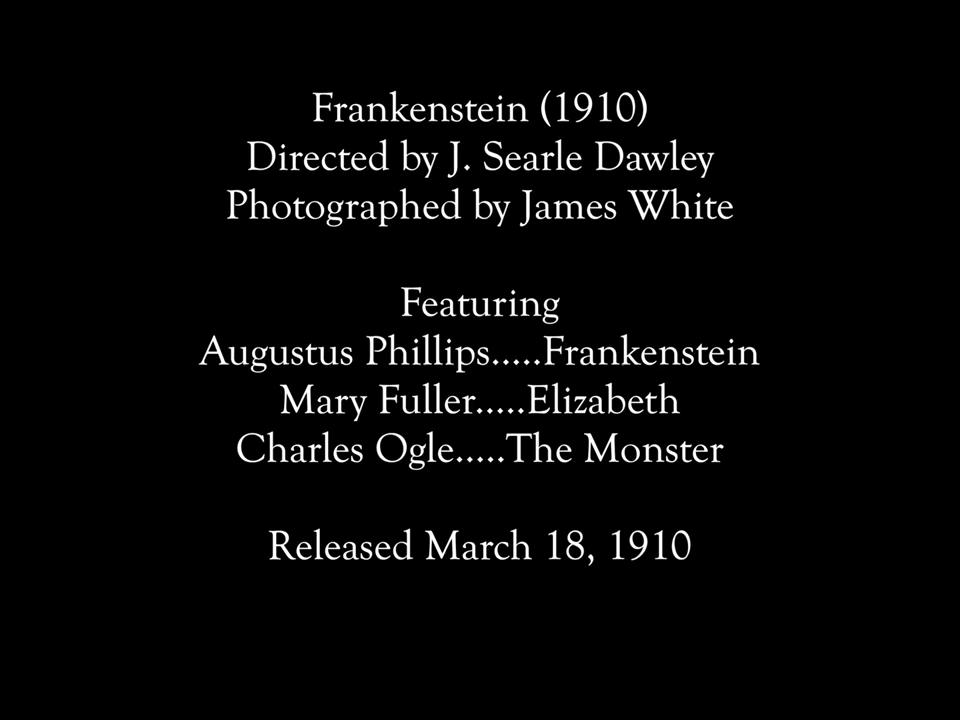 Frankenstein (1910)
Directed by J. Searle Dawley
Photographed by James White
Featuring
Augustus Phillips.....Frankenstein
Mary Fuller.....Elizabeth
Charles Ogle.....The Monster
Released March 18, 1910